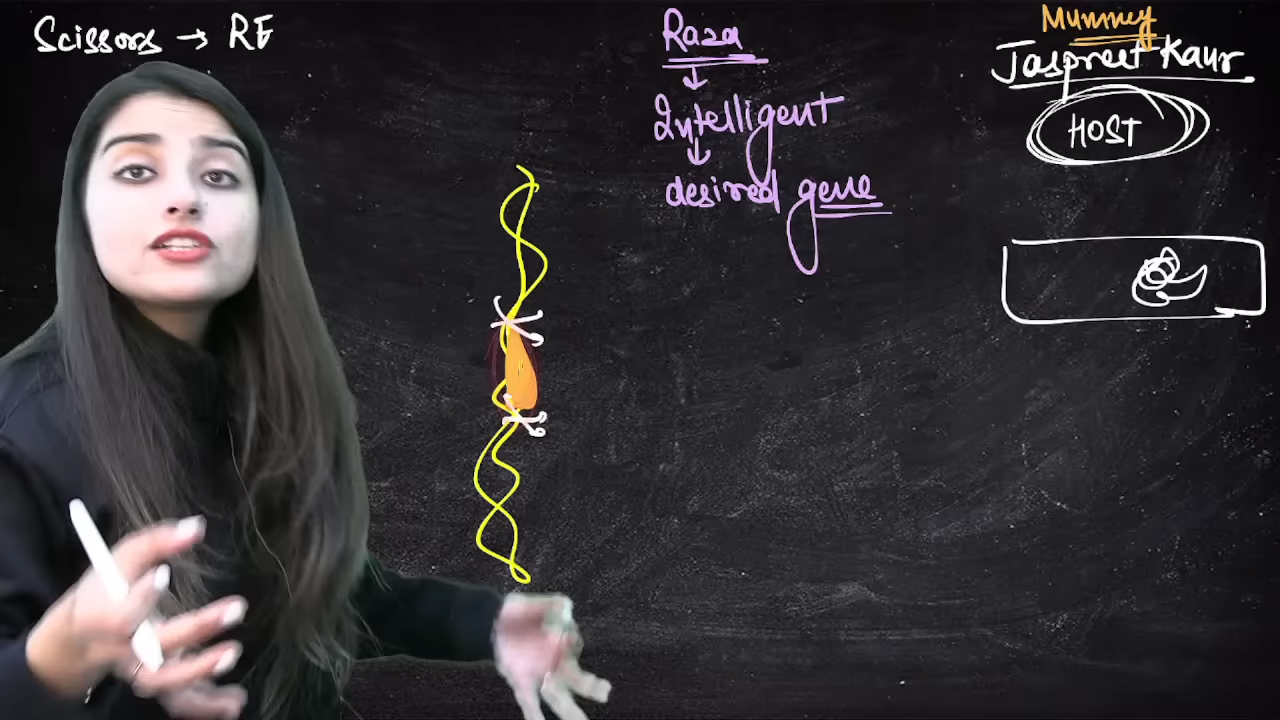 Scissors → RE
Raza
↓
Intelligent
↓
desired gene
Mummy
Jaspreet Kaur
HOST